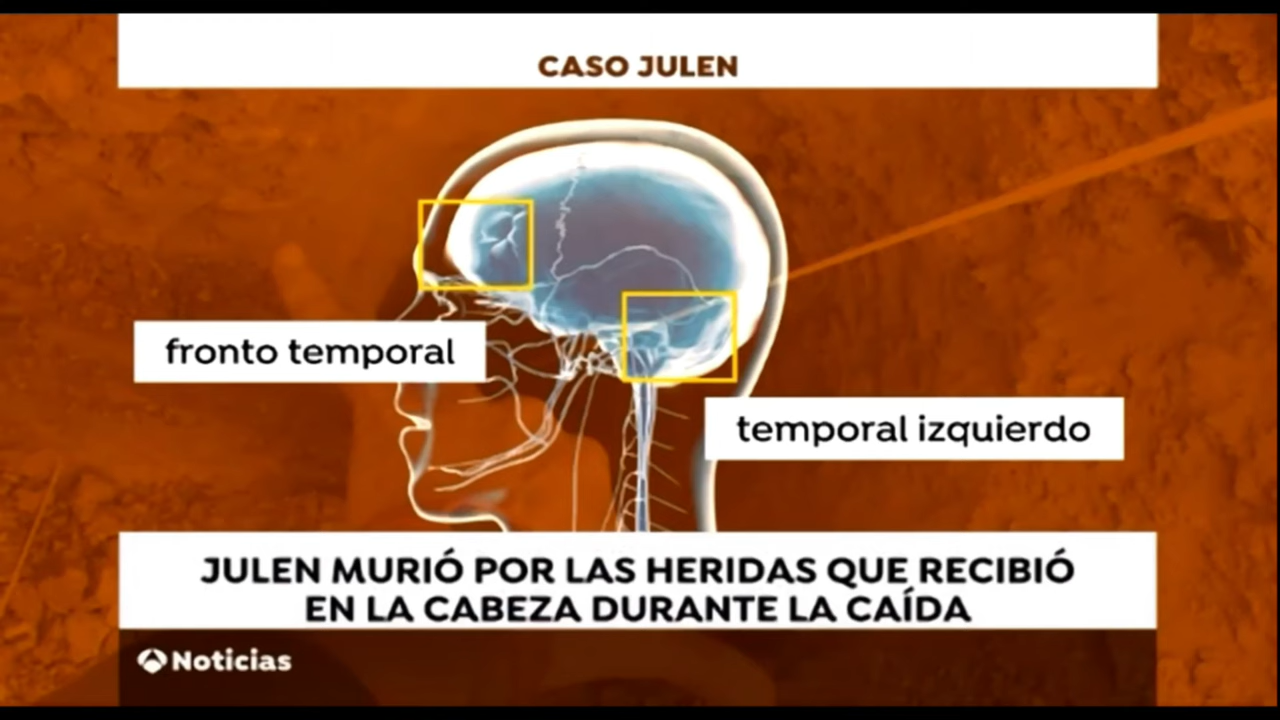 CASO JULEN
fronto temporal
temporal izquierdo
JULEN MURIÓ POR LAS HERIDAS QUE RECIBIÓ
EN LA CABEZA DURANTE LA CAÍDA
Noticias